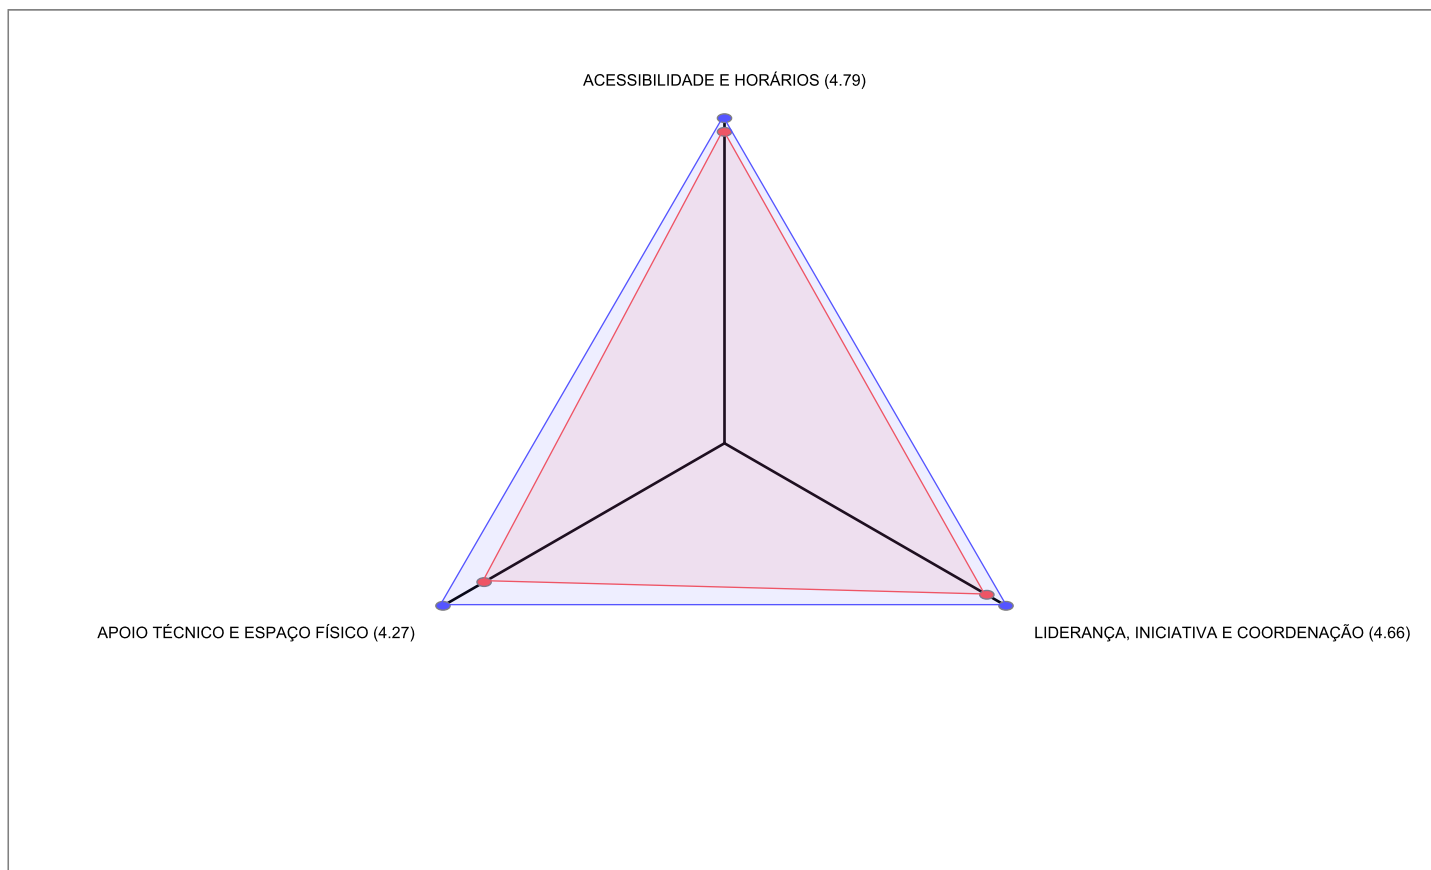 ACESSIBILIDADE E HORÁRIOS (4.79)
APOIO TÉCNICO E ESPAÇO FÍSICO (4.27)
LIDERANÇA, INICIATIVA E COORDENAÇÃO (4.66)